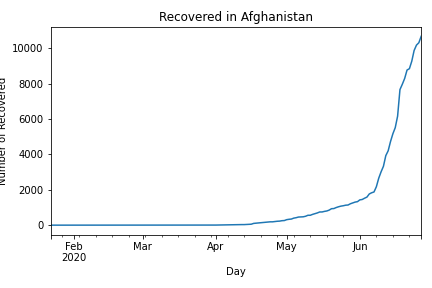 Recovered in Afghanistan
Number of Recovered
10000
8000
6000
4000
2000
0
Feb Mar Apr May Jun
2020
Day